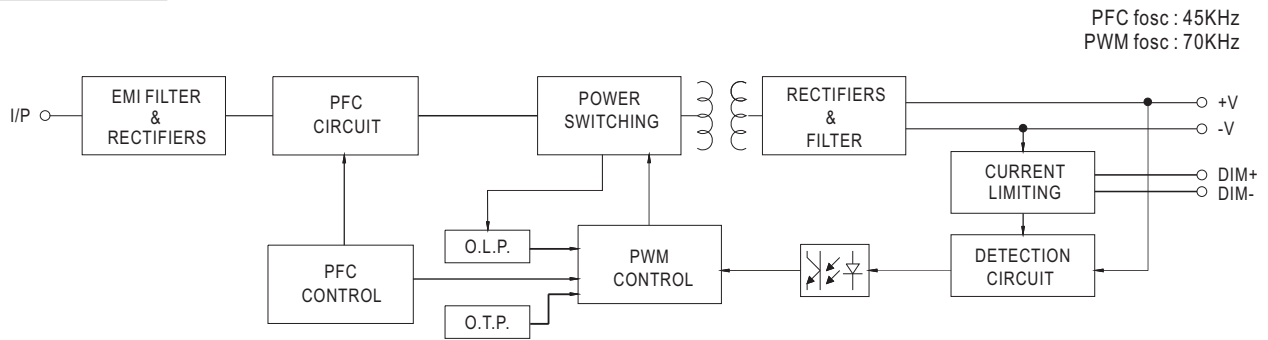 PFC fosc : 45KHz
PWM fosc : 70KHz
I/P
EMI FILTER
&
RECTIFIERS
PFC
CIRCUIT
POWER
SWITCHING
RECTIFIERS
&
FILTER
+V
-V
CURRENT
LIMITING
DIM+
DIM-
O.L.P.
PFC
CONTROL
PWM
CONTROL
DETECTION
CIRCUIT
O.T.P.